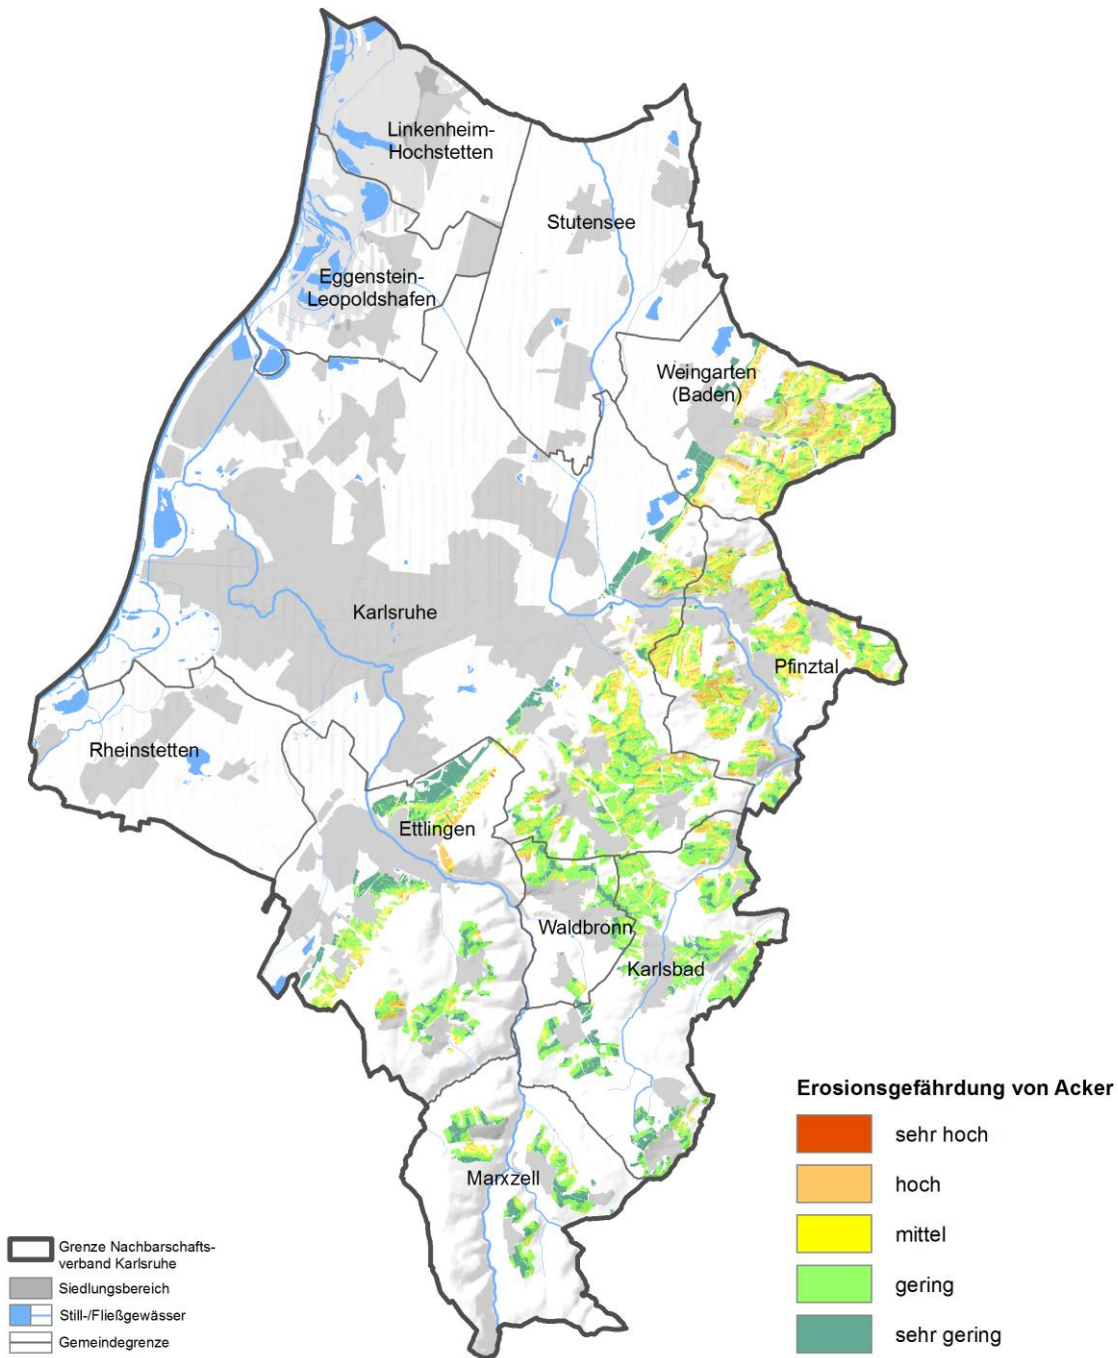 Linkenheim-
Hochstetten
Stutensee
Eggenstein-
Leopoldshafen
Weingarten
(Baden)
Karlsruhe
Pfinztal
Rheinstetten
Ettlingen
Waldbronn
Karlsbad
Marxzell
Erosionsgefährdung von Acker
sehr hoch
hoch
mittel
gering
sehr gering
Grenze Nachbarschafts-
verband Karlsruhe
Siedlungsbereich
Still-/Fließgewässer
Gemeindegrenze